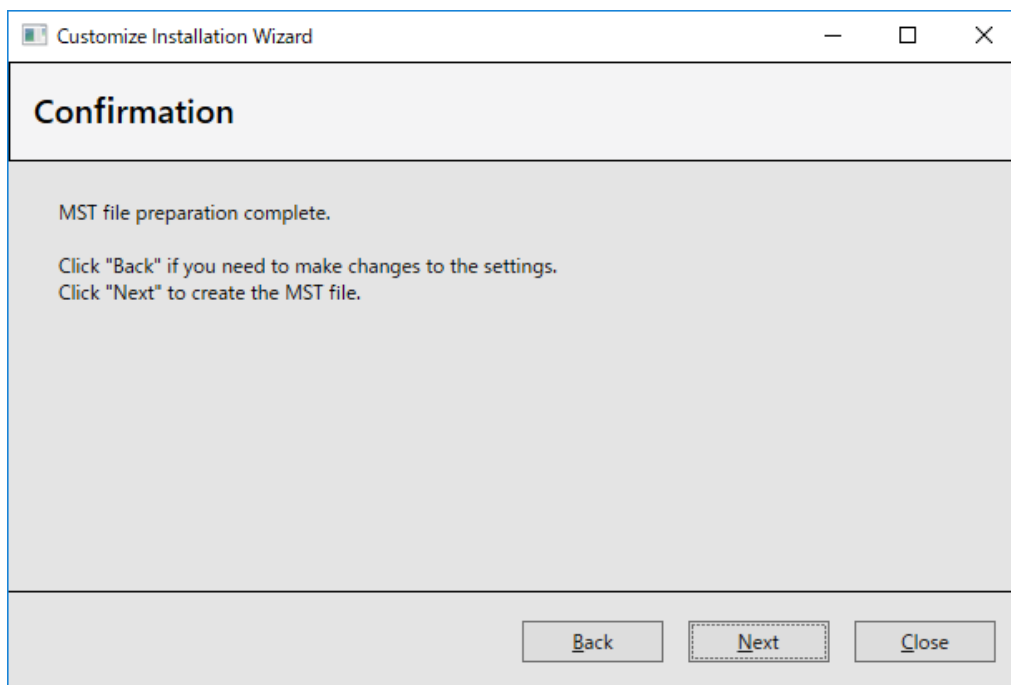 Customize Installation Wizard
Confirmation
MST file preparation complete.
Click "Back" if you need to make changes to the settings.
Click "Next" to create the MST file.
Back
Next
Close